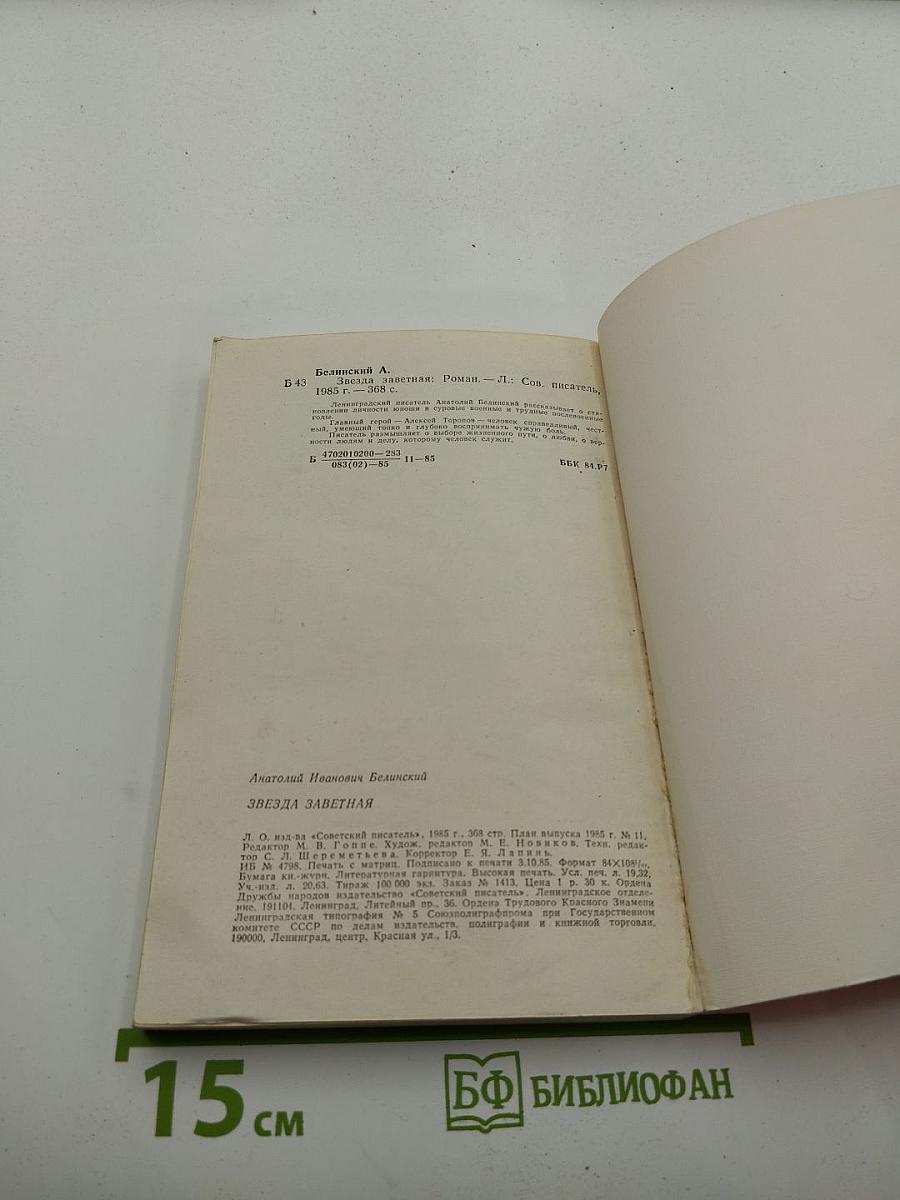 Белинский А.
Б 43 Звезда заветная: Роман. — Л.: Сов. писатель,
1985 г. — 368 с.
Ленинградский писатель Анатолий Белинский рассказывает о ста-
новлении личности юноши в суровые военные и трудные послевоенные
годы.
Главный герой — Алексей Торопов — человек справедливый, чест-
ный, умеющий тонко и глубоко воспринимать чужую боль.
Писатель размышляет о выборе жизненного пути, о любви, о вер-
ности людям и делу, которому человек служит.
Б 4702010200—283 11—85
083(02)—85
ББК 84.Р7
Анатолий Иванович Белинский
ЗВЕЗДА ЗАВЕТНАЯ
Л. О. изд-ва «Советский писатель», 1985 г., 368 стр. План выпуска 1985 г. № 11.
Редактор М. В. Гоппе. Худож. редактор М. Е. Новиков. Техн. редак-
тор С. Л. Шереметьева. Корректор Е. Я. Лапинь.
ИБ № 4798. Печать с матриц. Подписано к печати 3.10.85. Формат 84×108¹/₃₂.
Бумага кн.-журн. Литературная гарнитура. Высокая печать. Усл. печ. л. 19,32.
Уч.-изд. л. 20,63. Тираж 100 000 экз. Заказ № 1413. Цена 1 р. 30 к. Ордена
Дружбы народов издательство «Советский писатель». Ленинградское отделе-
ние. 191104. Ленинград, Литейный пр., 36. Ордена Трудового Красного Знамени
Ленинградская типография № 5 Союзполиграфпрома при Государственном
комитете СССР по делам издательств, полиграфии и книжной торговли.
190000, Ленинград, центр, Красная ул., 1/3.
15 см
БФ БИБЛИОФАН